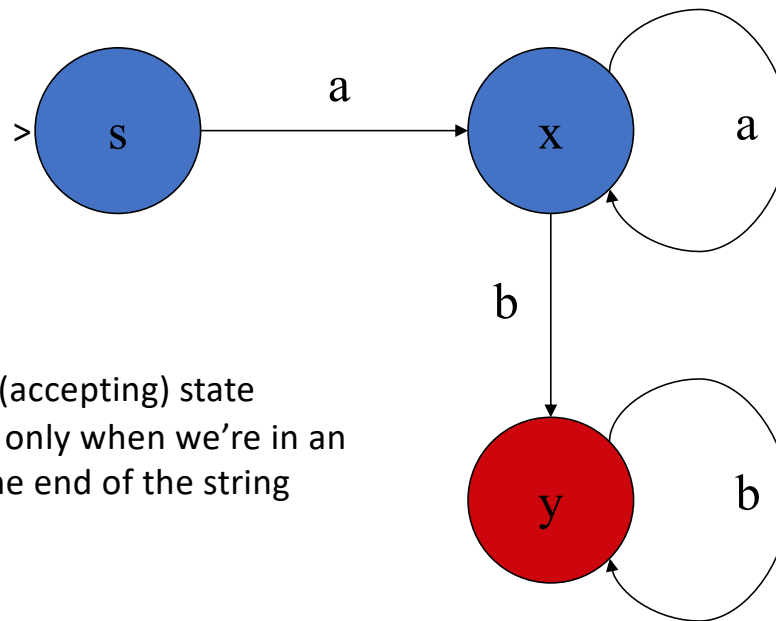 a
> s
x
a
b
(accepting) state
only when we’re in an
end of the string
y
b